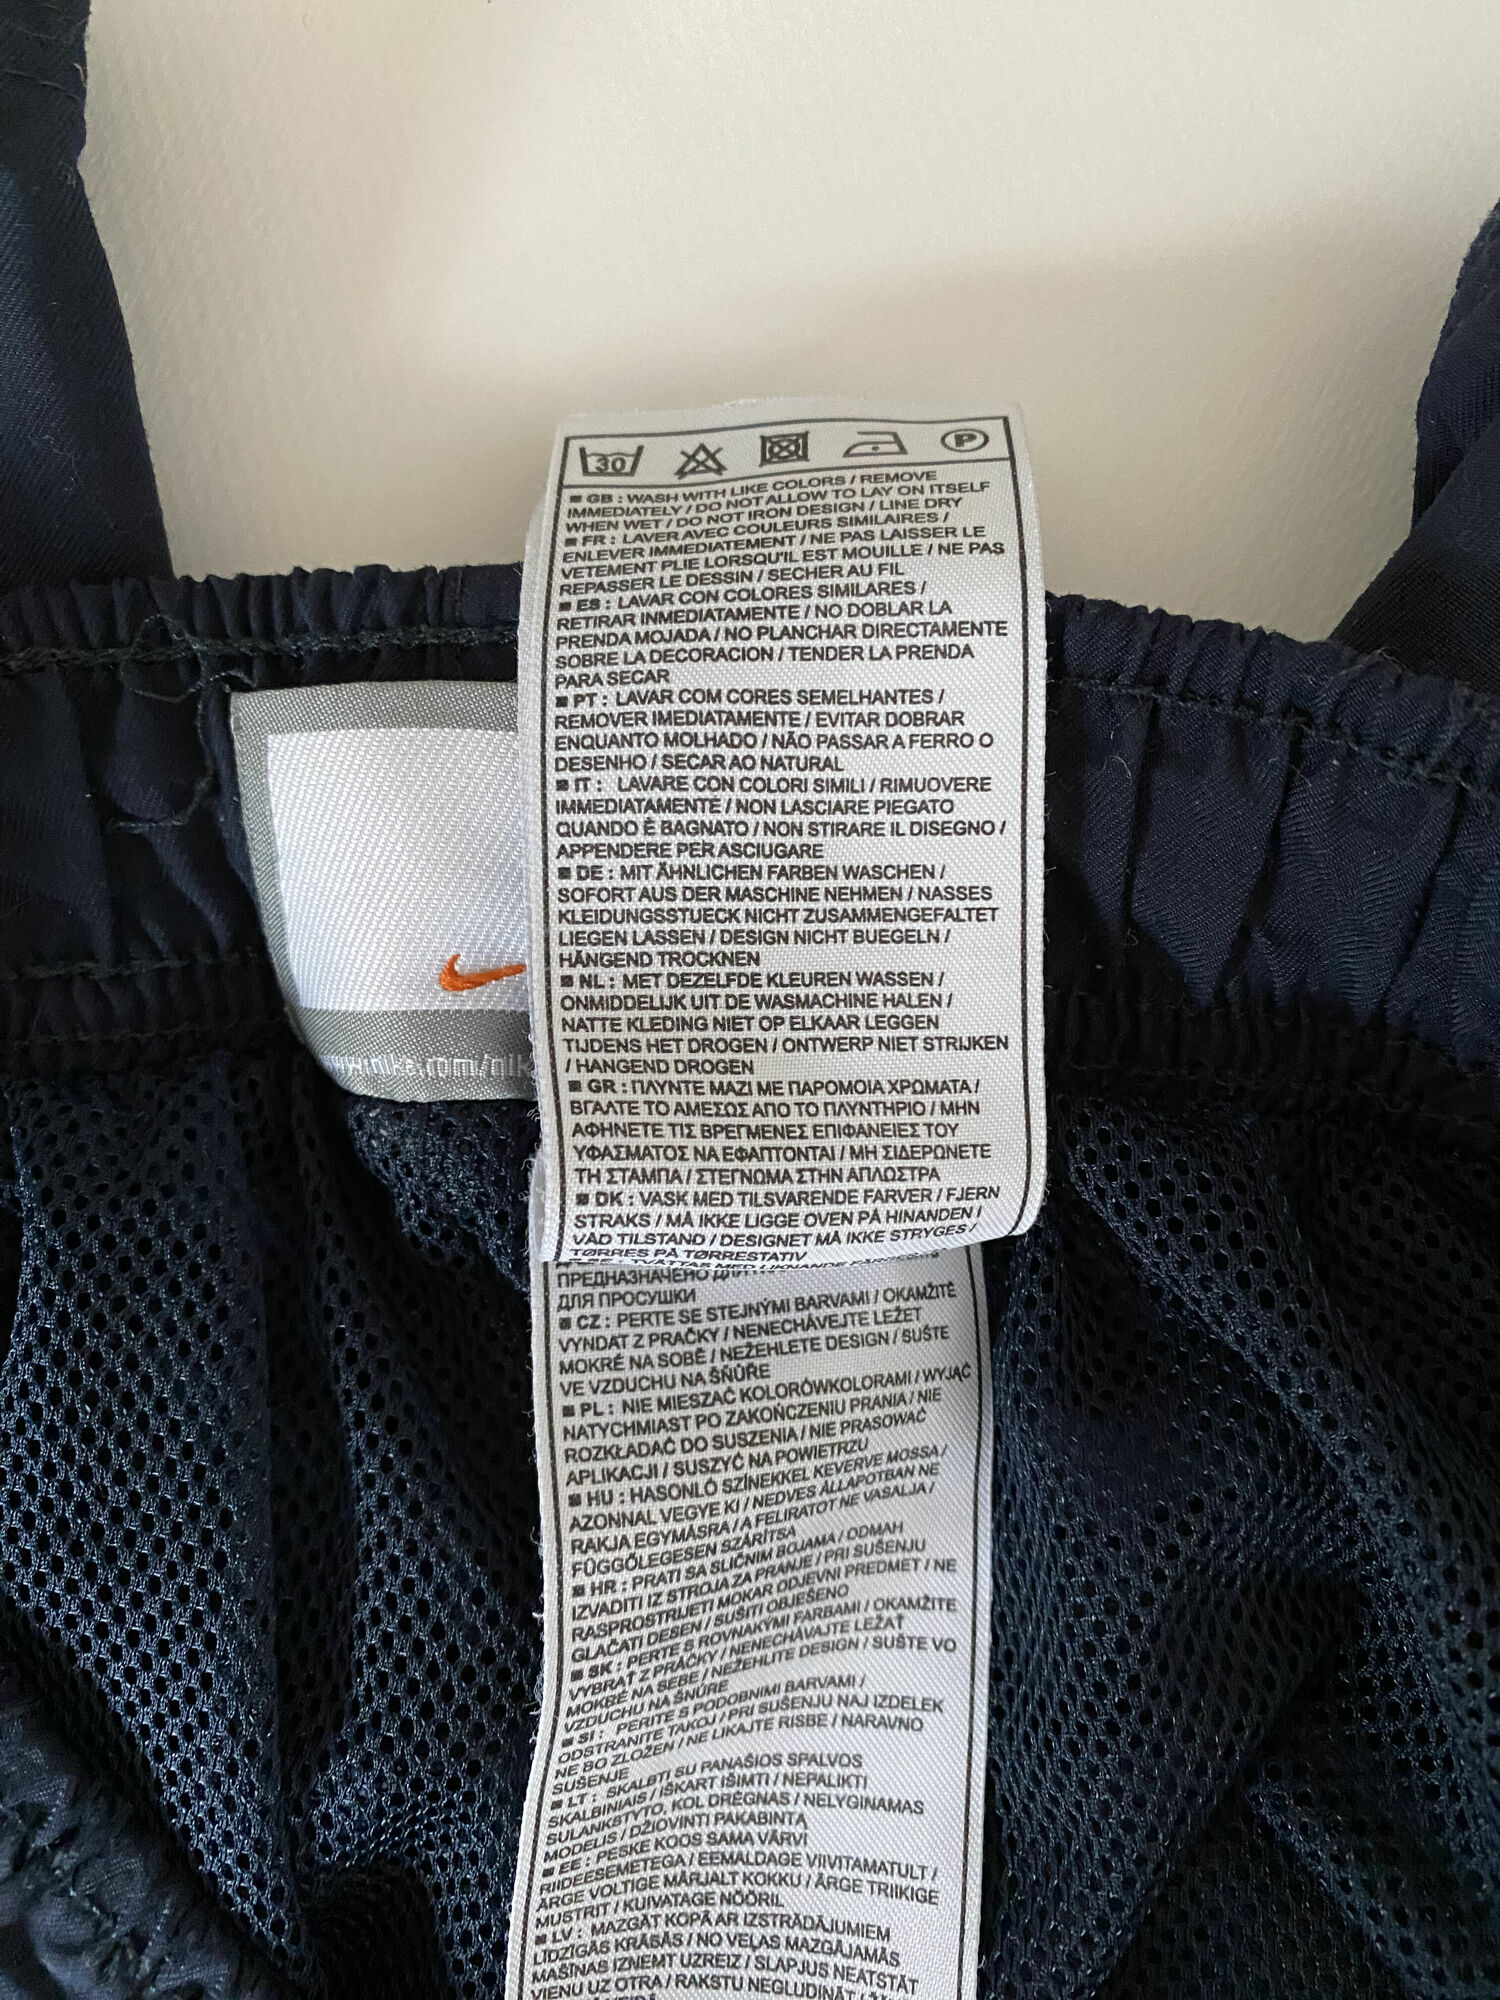 30
P
■ GB : WASH WITH LIKE COLORS / REMOVE
IMMEDIATELY / DO NOT ALLOW TO LAY ON ITSELF
WHEN WET / DO NOT IRON DESIGN / LINE DRY
■ FR : LAVER AVEC COULEURS SIMILAIRES /
ENLEVER IMMEDIATEMENT / NE PAS LAISSER LE
VETEMENT PLIE LORSQU'IL EST MOUILLE / NE PAS
REPASSER LE DESSIN / SECHER AU FIL
■ ES : LAVAR CON COLORES SIMILARES /
RETIRAR INMEDIATAMENTE / NO DOBLAR LA
PRENDA MOJADA / NO PLANCHAR DIRECTAMENTE
SOBRE LA DECORACION / TENDER LA PRENDA
PARA SECAR
■ PT : LAVAR COM CORES SEMELHANTES /
REMOVER IMEDIATAMENTE / EVITAR DOBRAR
ENQUANTO MOLHADO / NÃO PASSAR A FERRO O
DESENHO / SECAR AO NATURAL
■ IT : LAVARE CON COLORI SIMILI / RIMUOVERE
IMMEDIATAMENTE / NON LASCIARE PIEGATO
QUANDO È BAGNATO / NON STIRARE IL DISEGNO /
APPENDERE PER ASCIUGARE
■ DE : MIT ÄHNLICHEN FARBEN WASCHEN /
SOFORT AUS DER MASCHINE NEHMEN / NASSES
KLEIDUNGSSTUECK NICHT ZUSAMMENGEFALTET
LIEGEN LASSEN / DESIGN NICHT BUEGELN /
HÄNGEND TROCKNEN
■ NL : MET DEZELFDE KLEUREN WASSEN /
ONMIDDELIJK UIT DE WASMACHINE HALEN /
NATTE KLEDING NIET OP ELKAAR LEGGEN
TIJDENS HET DROGEN / ONTWERP NIET STRIJKEN
/ HANGEND DROGEN
■ GR : ΠΛΥΝΤΕ ΜΑΖΙ ΜΕ ΠΑΡΟΜΟΙΑ ΧΡΩΜΑΤΑ /
ΒΓΑΛΤΕ ΤΟ ΑΜΕΣΩΣ ΑΠΟ ΤΟ ΠΛΥΝΤΗΡΙΟ / ΜΗΝ
ΑΦΗΝΕΤΕ ΤΙΣ ΒΡΕΓΜΕΝΕΣ ΕΠΙΦΑΝΕΙΕΣ ΤΟΥ
ΥΦΑΣΜΑΤΟΣ ΝΑ ΕΦΑΠΤΟΝΤΑΙ / ΜΗ ΣΙΔΕΡΩΝΕΤΕ
ΤΗ ΣΤΑΜΠΑ / ΣΤΕΓΝΩΜΑ ΣΤΗΝ ΑΠΛΩΣΤΡΑ
■ DK : VASK MED TILSVARENDE FARVER / FJERN
STRAKS / MÅ IKKE LIGGE OVEN PÅ HINANDEN I
VÅD TILSTAND / DESIGNET MÅ IKKE STRYGES /
TØRRES PÅ TØRRESTATIV
TVÄTTAS MED LIKNANDE
ПРЕДНАЗНАЧЕНО ДЛЯ
ДЛЯ ПРОСУШКИ
■ CZ : PERTE SE STEJNÝMI BARVAMI / OKAMŽITĚ
VYNDAT Z PRAČKY / NENECHÁVEJTE LEŽET
MOKRÉ NA SOBĚ / NEŽEHLETE DESIGN / SUŠTE
VE VZDUCHU NA ŠŇŮŘE
■ PL : NIE MIESZAĆ KOLORÓWKOLORAMI / WYJĄĆ
NATYCHMIAST PO ZAKOŃCZENIU PRANIA / NIE
ROZKŁADAĆ DO SUSZENIA / NIE PRASOWAĆ
APLIKACJI / SUSZYĆ NA POWIETRZU
■ HU : HASONLÓ SZÍNEKKEL KEVERVE MOSSA /
AZONNAL VEGYE KI / NEDVES ÁLLAPOTBAN NE
RAKJA EGYMÁSRA / A FELIRATOT NE VASALJA /
FÜGGŐLEGESEN SZÁRÍTSA
■ HR : PRATI SA SLIČNIM BOJAMA / ODMAH
IZVADITI IZ STROJA ZA PRANJE / PRI SUŠENJU
RASPROSTRIJETI MOKAR ODJEVNI PREDMET / NE
GLAČATI DESEN / SUŠITI OBJEŠENO
■ SK : PERTE S ROVNAKÝMI FARBAMI / OKAMŽITE
VYBRAŤ Z PRÁČKY / NENECHÁVAJTE LEŽAŤ
MOKRÉ NA SEBE / NEŽEHLITE DESIGN / SUŠTE VO
VZDUCHU NA ŠNÚRE
■ SI : PERITE S PODOBNIMI BARVAMI /
ODSTRANITE TAKOJ / PRI SUŠENJU NAJ IZDELEK
NE BO ZLOŽEN / NE LIKAJTE RISBE / NARAVNO
SUŠENJE
■ LT : SKALBTI SU PANAŠIOS SPALVOS
SKALBINIAIS / IŠKART IŠIMTI / NEPALIKTI
SULANKSTYTO, KOL DRĖGNAS / NELYGINAMAS
MODELIS / DŽIOVINTI PAKABINTĄ
■ EE : PESKE KOOS SAMA VÄRVI
RIIDEESEMETEGA / EEMALDAGE VIIVITAMATULT /
ÄRGE VOLTIGE MÄRJALT KOKKU / ÄRGE TRIIKIGE
MUSTRIT / KUIVATAGE NÖÖRIL
■ LV : MAZGĀT KOPĀ AR IZSTRĀDĀJUMIEM
LĪDZĪGĀS KRĀSĀS / NO VEĻAS MAZGĀJAMĀS
MAŠĪNAS IZŅEMT UZREIZ / SLAPJUS NEATSTĀT
VIENU UZ OTRA / RAKSTU NEGLUDINĀT /